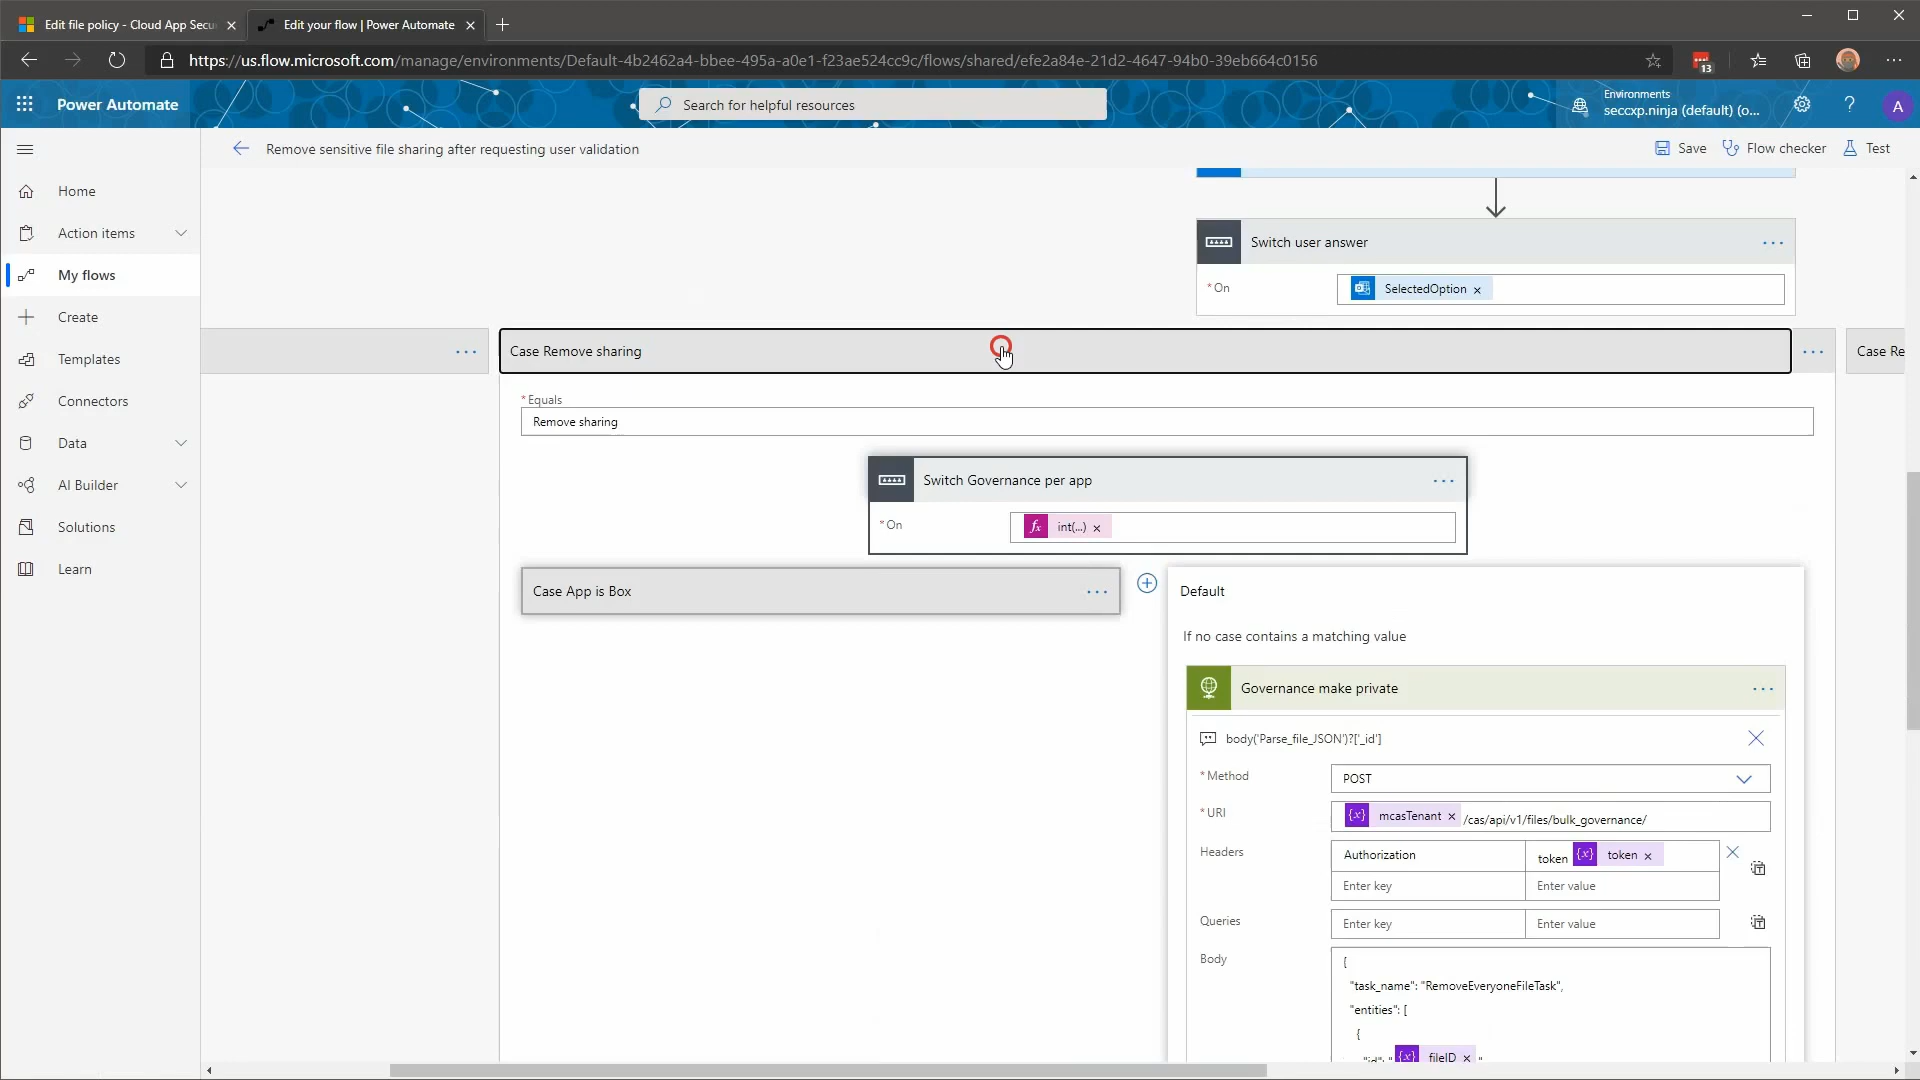 Edit file policy - Cloud App Secu
Edit your flow | Power Automate
https://us.flow.microsoft.com/manage/environments/Default-4b2462a4-bbee-495a-a0e1-f23ae524cc9c/flows/shared/efe2a84e-21d2-4647-94b0-39eb664c0156
13
Power Automate
Search for helpful resources
Environments
seccxp.ninja (default) (o...
?
A
Remove sensitive file sharing after requesting user validation
Save
Flow checker
Test
Home
Action items
My flows
Create
Templates
Connectors
Data
AI Builder
Solutions
Learn
Switch user answer
* On
SelectedOption
Case Remove sharing
Case Re
* Equals
Remove sharing
Switch Governance per app
* On
fx int(...)
Case App is Box
Default
If no case contains a matching value
Governance make private
body('Parse_file_JSON')?['_id']
* Method
POST
* URI
{x} mcasTenant /cas/api/v1/files/bulk_governance/
Headers
Authorization
token {x} token
Enter key
Enter value
Queries
Enter key
Enter value
Body
{
"task_name": "RemoveEveryoneFileTask",
"entities": [
{
"id": " {x} fileID "